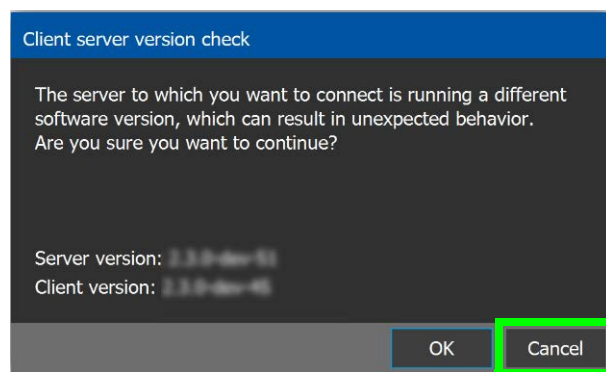 Client server version check
The server to which you want to connect is running a different
software version, which can result in unexpected behavior.
Are you sure you want to continue?
Server version:
Client version:
OK
Cancel